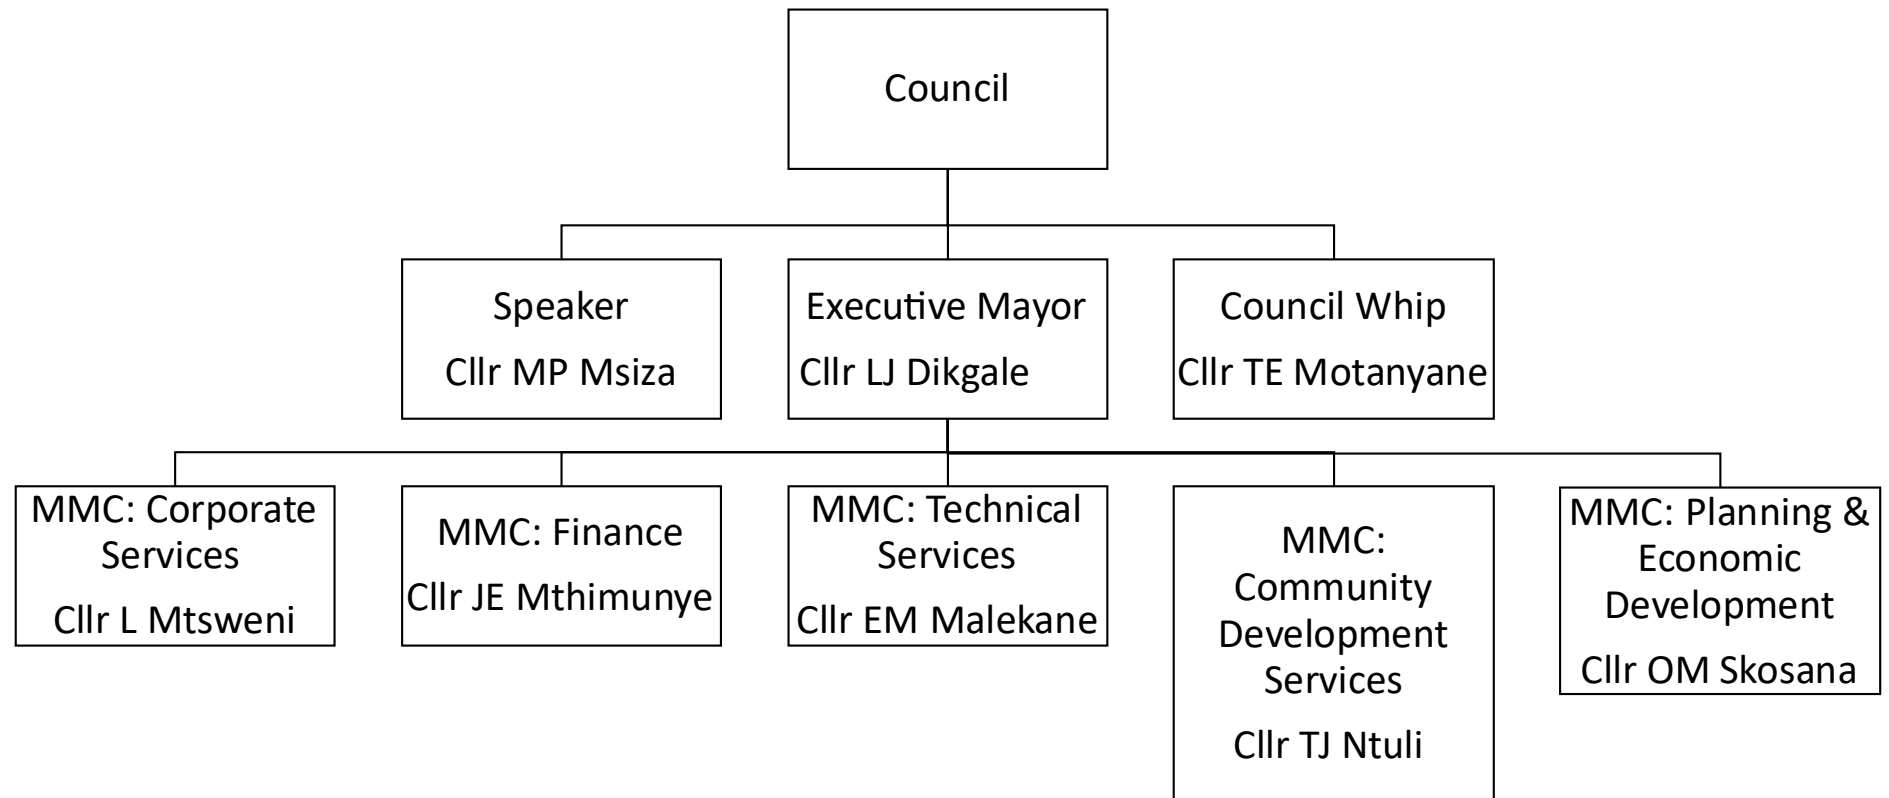 Council
Speaker
Cllr MP Msiza
Executive Mayor
Cllr LJ Dikgale
Council Whip
Cllr TE Motanyane
MMC: Corporate
Services
Cllr L Mtsweni
MMC: Finance
Cllr JE Mthimunye
MMC: Technical
Services
Cllr EM Malekane
MMC:
Community
Development
Services
Cllr TJ Ntuli
MMC: Planning &
Economic
Development
Cllr OM Skosana